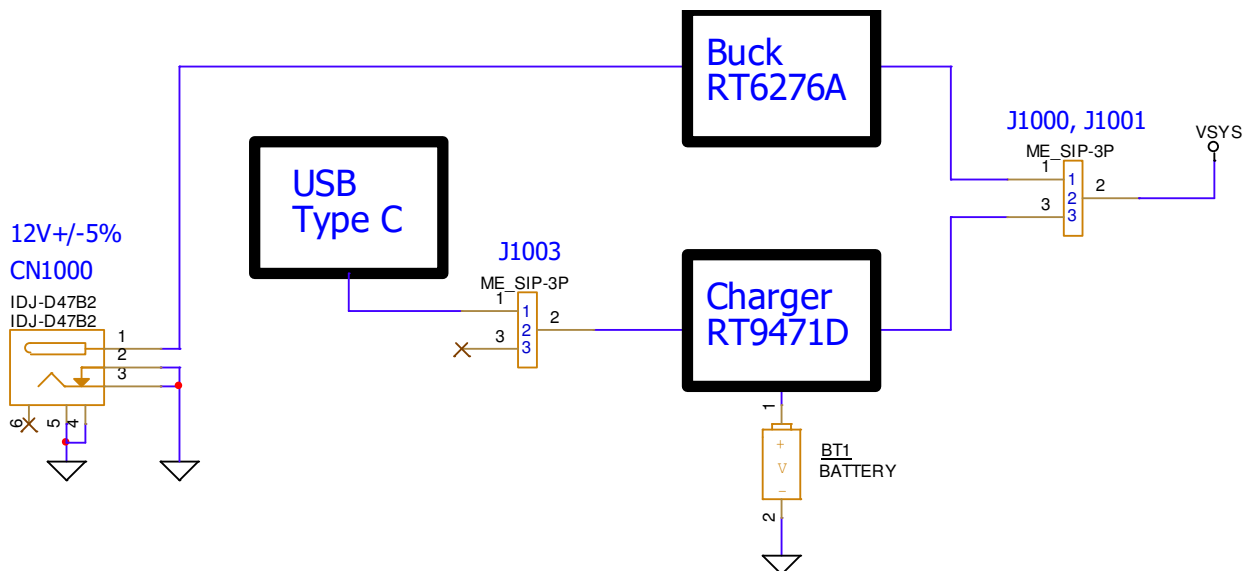 Buck
RT6276A
J1000, J1001
ME_SIP-3P
VSYS
1
1
2
2
3
3
USB
Type C
12V+/-5%
CN1000
IDJ-D47B2
IDJ-D47B2
1
2
3
6
5
4
J1003
ME_SIP-3P
1
1
2
2
3
3
Charger
RT9471D
1
+
V
-
2
BT1
BATTERY